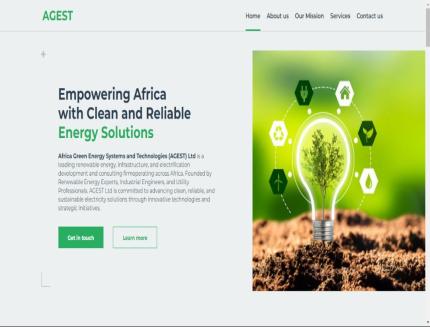 AGEST
Home About us Our Mission Services Contact us
Empowering Africa
with Clean and Reliable
Green Energy Solutions
Africa Green Energy Systems and Technologies (AGEST) Ltd is a
leading renewable energy, infrastructure, and electrification
development and consulting firmoperating across Africa. Founded by
Renewable Energy Experts, Industrial Engineers, and Utility
Professionals. AGEST Ltd is committed to advancing clean, reliable, and
sustainable electricity solutions through innovative technologies and
strategic initiatives.
Get in touch Learn more